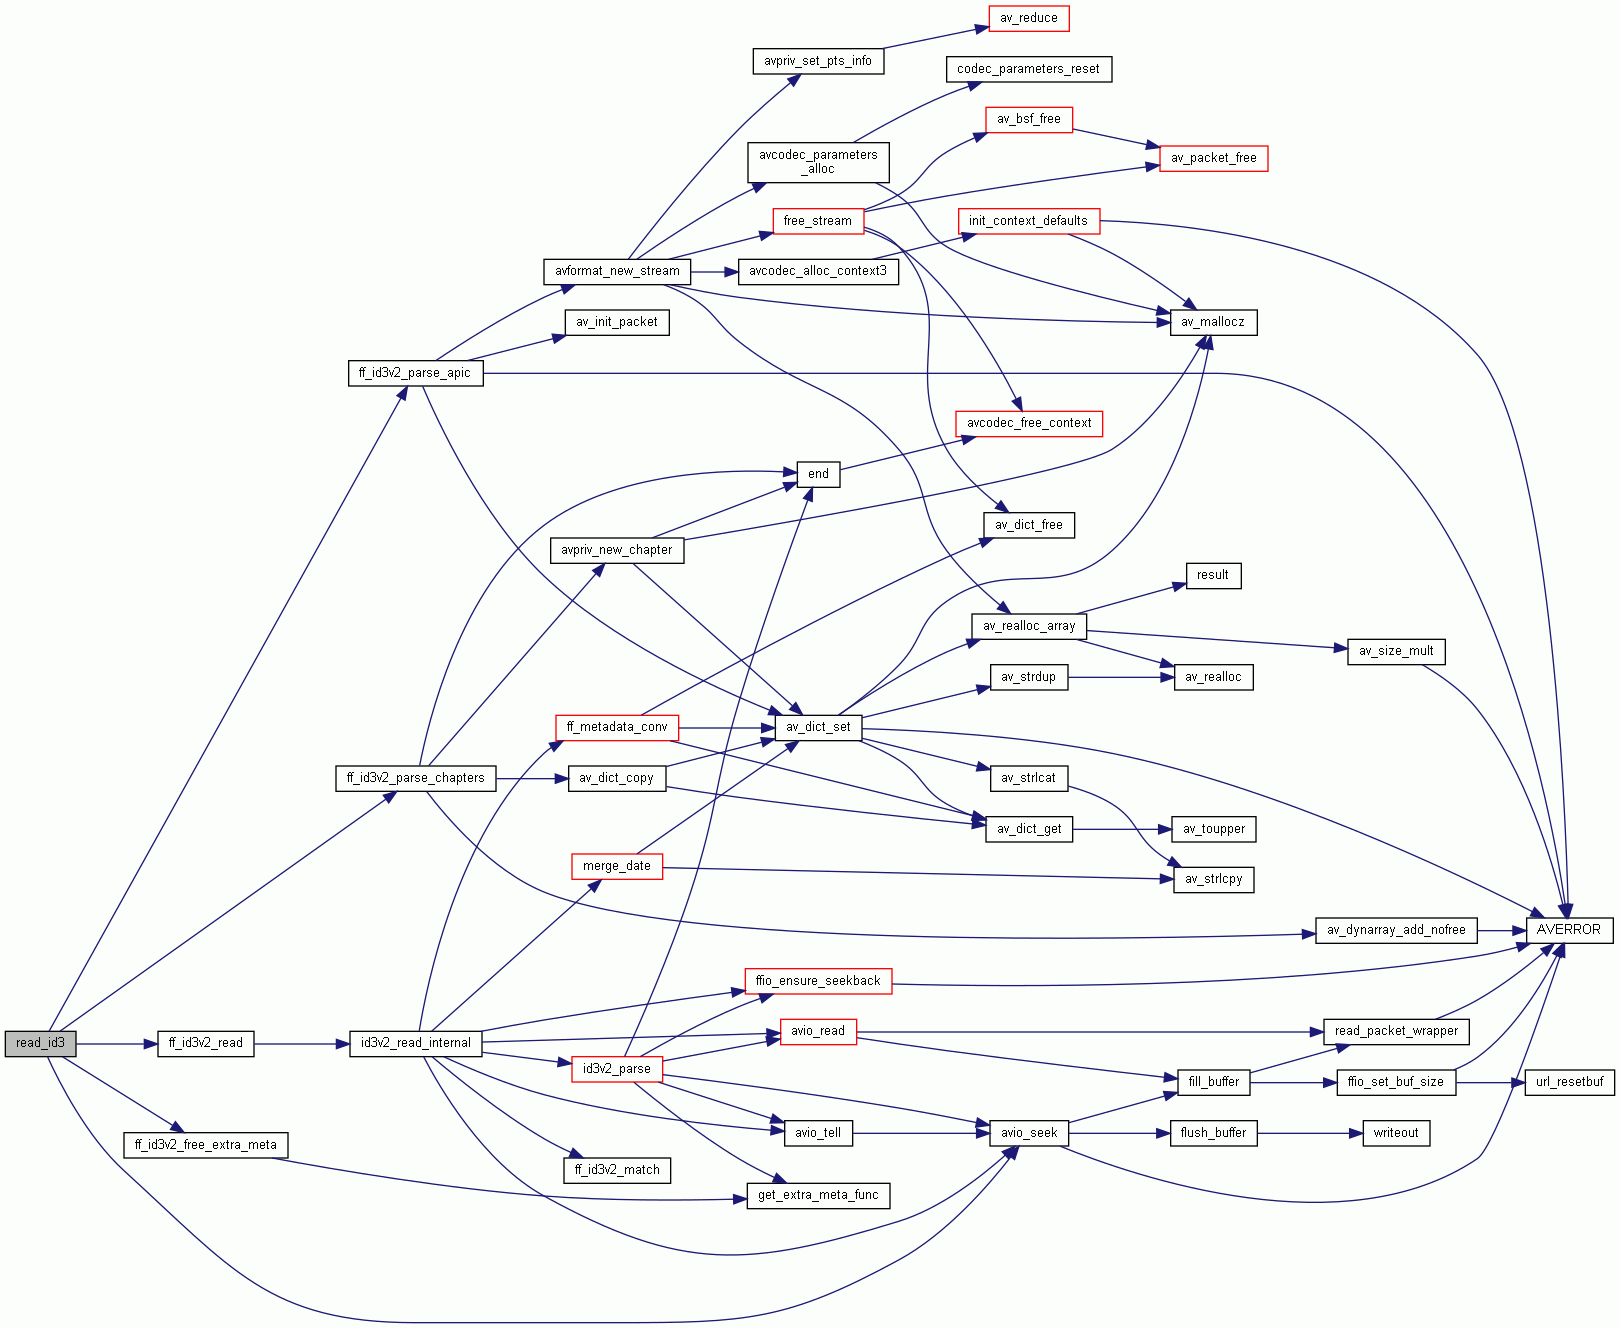 av_reduce
avpriv_set_pts_info
codec_parameters_reset
av_bsf_free
avcodec_parameters
_alloc
av_packet_free
free_stream
init_context_defaults
avformat_new_stream
avcodec_alloc_context3
av_init_packet
av_mallocz
ff_id3v2_parse_apic
avcodec_free_context
end
av_dict_free
avpriv_new_chapter
result
av_realloc_array
av_size_mult
av_strdup
av_realloc
ff_metadata_conv
av_dict_set
ff_id3v2_parse_chapters
av_dict_copy
av_strlcat
av_dict_get
av_toupper
merge_date
av_strlcpy
av_dynarray_add_nofree
AVERROR
ffio_ensure_seekback
read_id3
ff_id3v2_read
id3v2_read_internal
avio_read
read_packet_wrapper
id3v2_parse
fill_buffer
ffio_set_buf_size
url_resetbuf
ff_id3v2_free_extra_meta
avio_tell
avio_seek
flush_buffer
writeout
ff_id3v2_match
get_extra_meta_func